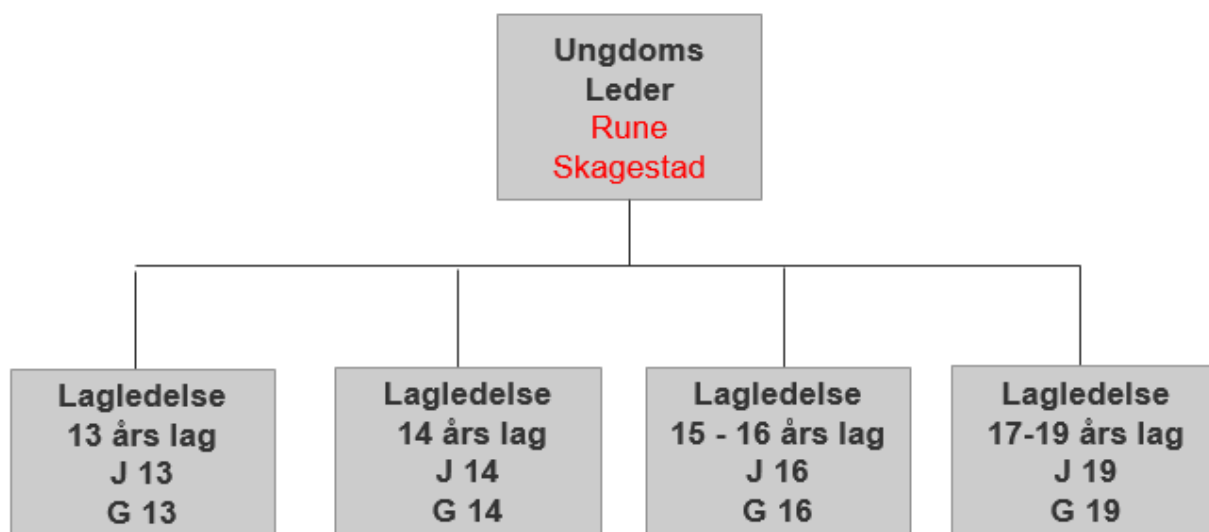 Ungdoms
Leder
Rune
Skagestad
Lagledelse
13 års lag
J 13
G 13
Lagledelse
14 års lag
J 14
G 14
Lagledelse
15 - 16 års lag
J 16
G 16
Lagledelse
17-19 års lag
J 19
G 19